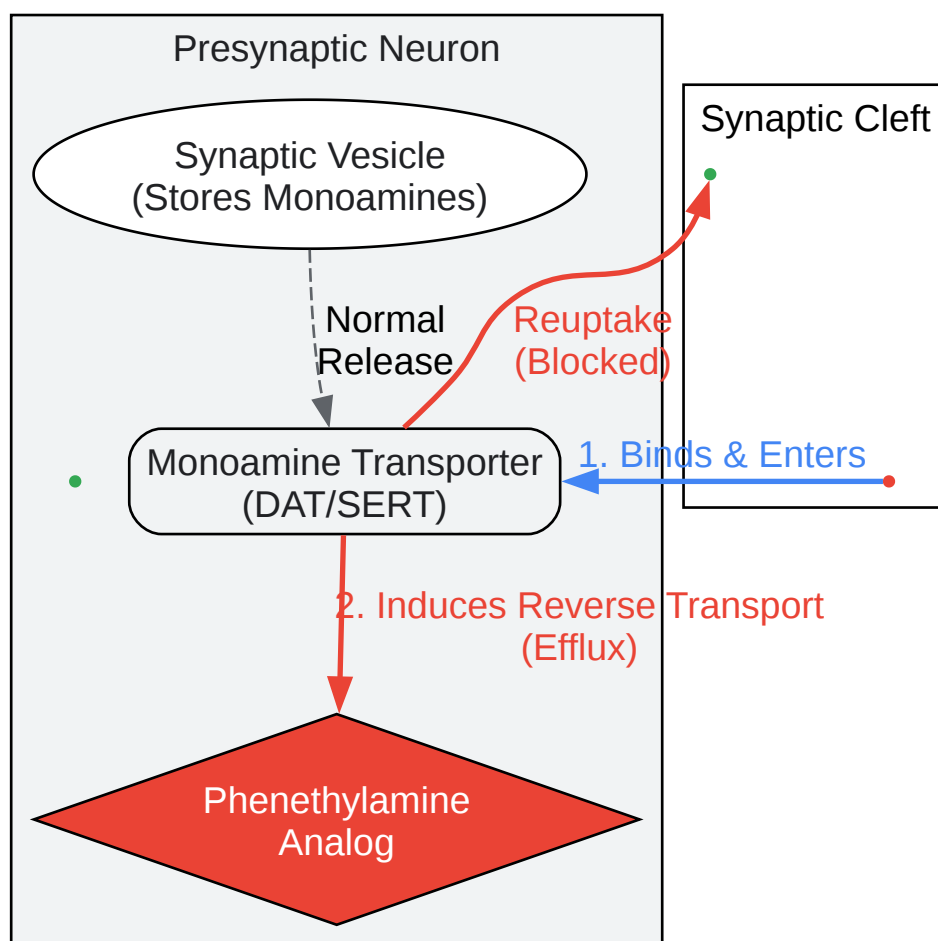 Presynaptic Neuron
Synaptic Vesicle
(Stores Monoamines)
Synaptic Cleft
Normal
Release
Reuptake
(Blocked)
Monoamine Transporter
(DAT/SERT)
1. Binds & Enters
2. Induces Reverse Transport
(Efflux)
Phenethylamine
Analog